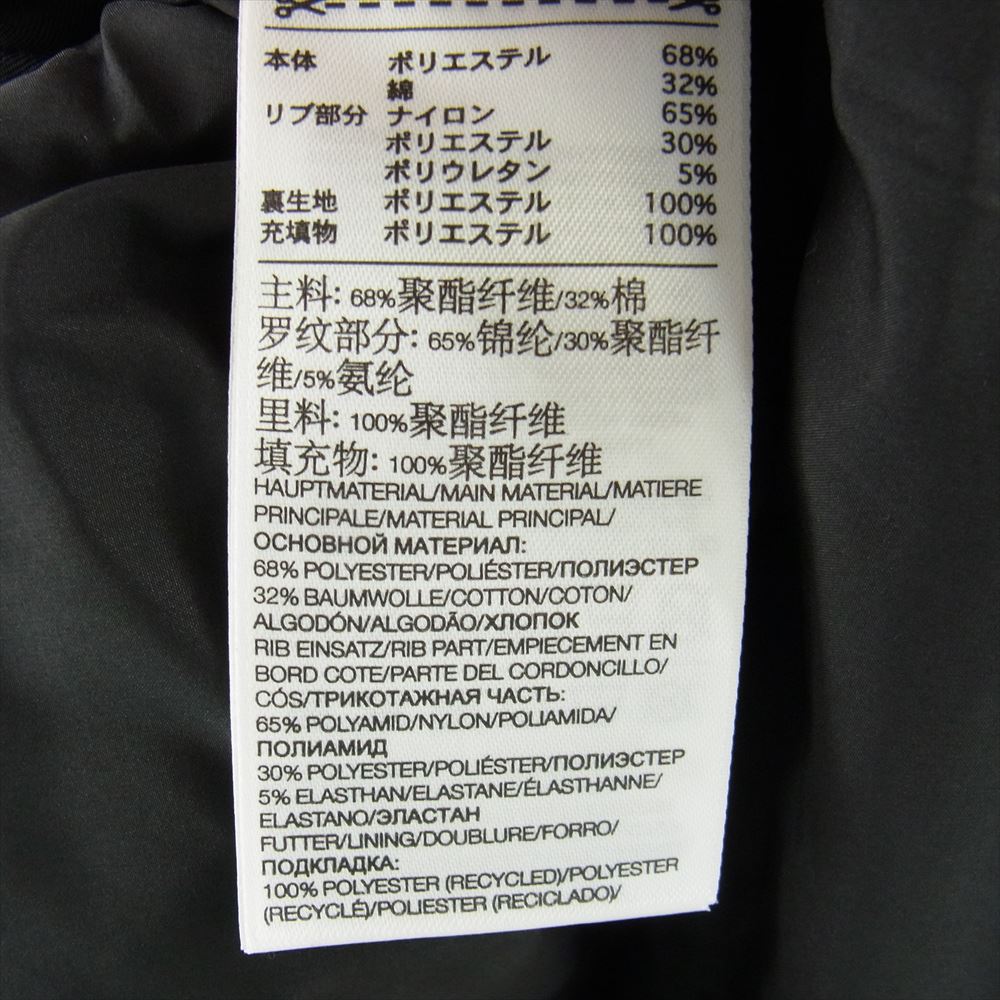 本体 ポリエステル 68%
綿 32%
リブ部分 ナイロン 65%
ポリエステル 30%
ポリウレタン 5%
裏生地 ポリエステル 100%
充填物 ポリエステル 100%
主料: 68%聚酯纤维/32%棉
罗纹部分: 65%锦纶/30%聚酯纤
维/5%氨纶
里料: 100%聚酯纤维
填充物: 100%聚酯纤维
HAUPTMATERIAL/MAIN MATERIAL/MATIERE
PRINCIPALE/MATERIAL PRINCIPAL/
ОСНОВНОЙ МАТЕРИАЛ:
68% POLYESTER/POLIÉSTER/ПОЛИЭСТЕР
32% BAUMWOLLE/COTTON/COTON/
ALGODÓN/ALGODÃO/ХЛОПОК
RIB EINSATZ/RIB PART/EMPIECEMENT EN
BORD COTE/PARTE DEL CORDONCILLO/
CÓS/ТРИКОТАЖНАЯ ЧАСТЬ:
65% POLYAMID/NYLON/POLIAMIDA/
ПОЛИАМИД
30% POLYESTER/POLIÉSTER/ПОЛИЭСТЕР
5% ELASTHAN/ELASTANE/ÉLASTHANNE/
ELASTANO/ЭЛАСТАН
FUTTER/LINING/DOUBLURE/FORRO/
ПОДКЛАДКА:
100% POLYESTER (RECYCLED)/POLYESTER
(RECYCLÉ)/POLIESTER (RECICLADO)/